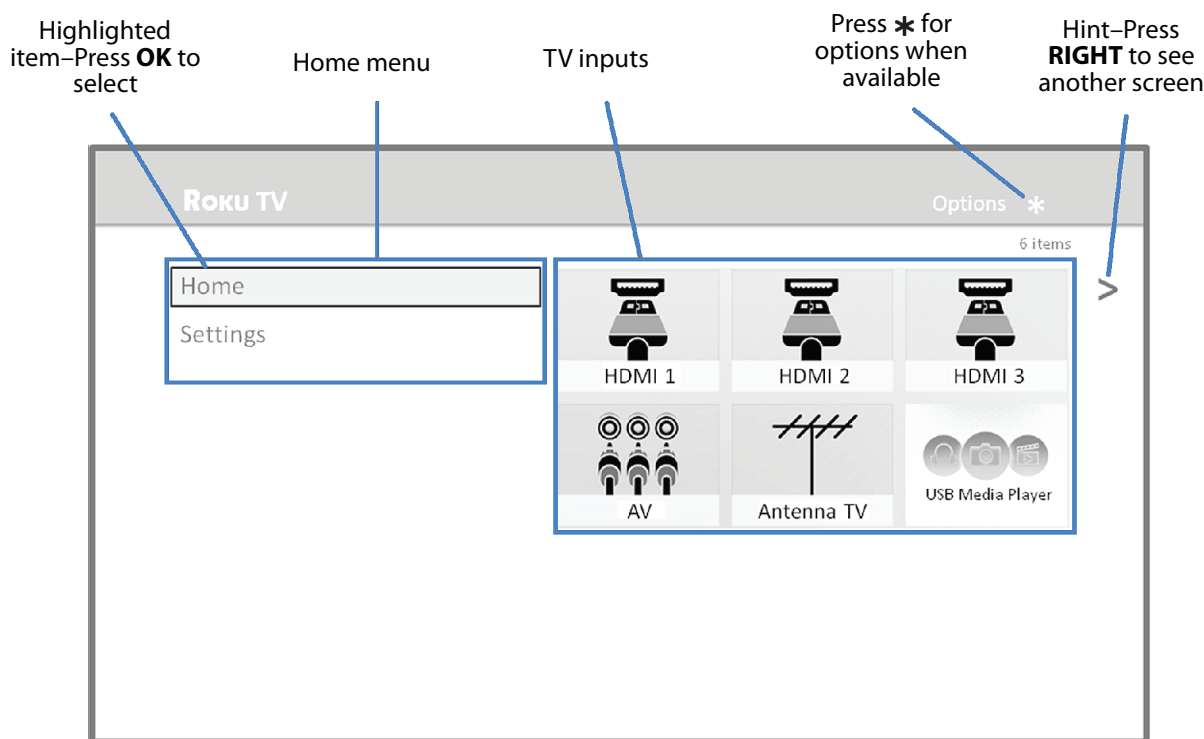 Highlighted
item–Press OK to
select
Home menu
TV inputs
Press * for
options when
available
Hint–Press
RIGHT to see
another screen
ROKU TV
Options *
6 items
Home
Settings
>
HDMI 1
HDMI 2
HDMI 3
AV
Antenna TV
USB Media Player